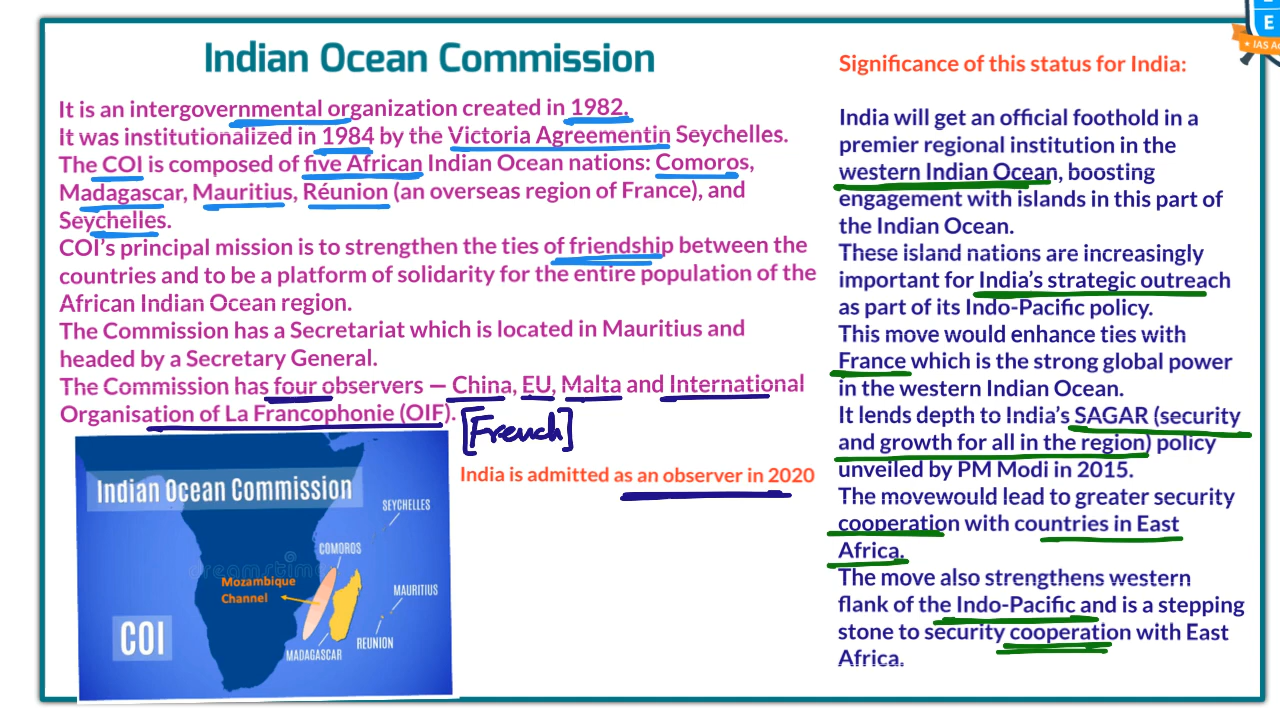 Indian Ocean Commission
It is an intergovernmental organization created in 1982.
It was institutionalized in 1984 by the Victoria Agreementin Seychelles.
The COI is composed of five African Indian Ocean nations: Comoros,
Madagascar, Mauritius, Réunion (an overseas region of France), and
Seychelles.
COI's principal mission is to strengthen the ties of friendship between the
countries and to be a platform of solidarity for the entire population of the
African Indian Ocean region.
The Commission has a Secretariat which is located in Mauritius and
headed by a Secretary General.
The Commission has four observers — China, EU, Malta and International
Organisation of La Francophonie (OIF).
[French]
India is admitted as an observer in 2020
Indian Ocean Commission
SEYCHELLES
COMOROS
dreamstime
Mozambique
Channel
MAURITIUS
COI
REUNION
MADAGASCAR
Significance of this status for India:
India will get an official foothold in a
premier regional institution in the
western Indian Ocean, boosting
engagement with islands in this part of
the Indian Ocean.
These island nations are increasingly
important for India's strategic outreach
as part of its Indo-Pacific policy.
This move would enhance ties with
France which is the strong global power
in the western Indian Ocean.
It lends depth to India's SAGAR (security
and growth for all in the region) policy
unveiled by PM Modi in 2015.
The movewould lead to greater security
cooperation with countries in East
Africa.
The move also strengthens western
flank of the Indo-Pacific and is a stepping
stone to security cooperation with East
Africa.
E
IAS